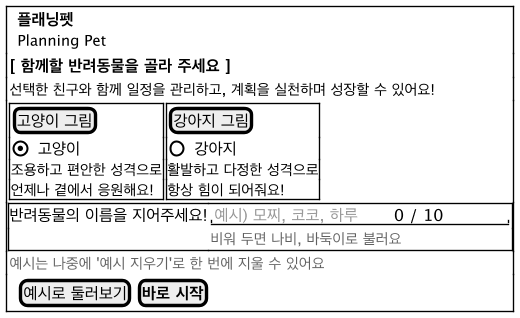 플래닝펫
Planning Pet
[ 함께할 반려동물을 골라 주세요 ]
선택한 친구와 함께 일정을 관리하고, 계획을 실천하며 성장할 수 있어요!
고양이 그림
고양이
조용하고 편안한 성격으로
언제나 곁에서 응원해요!
강아지 그림
강아지
활발하고 다정한 성격으로
항상 힘이 되어줘요!
반려동물의 이름을 지어주세요! 예시) 모찌, 코코, 하루 0 / 10
비워 두면 나비, 바둑이로 불러요
예시는 나중에 '예시 지우기'로 한 번에 지울 수 있어요
예시로 둘러보기 바로 시작